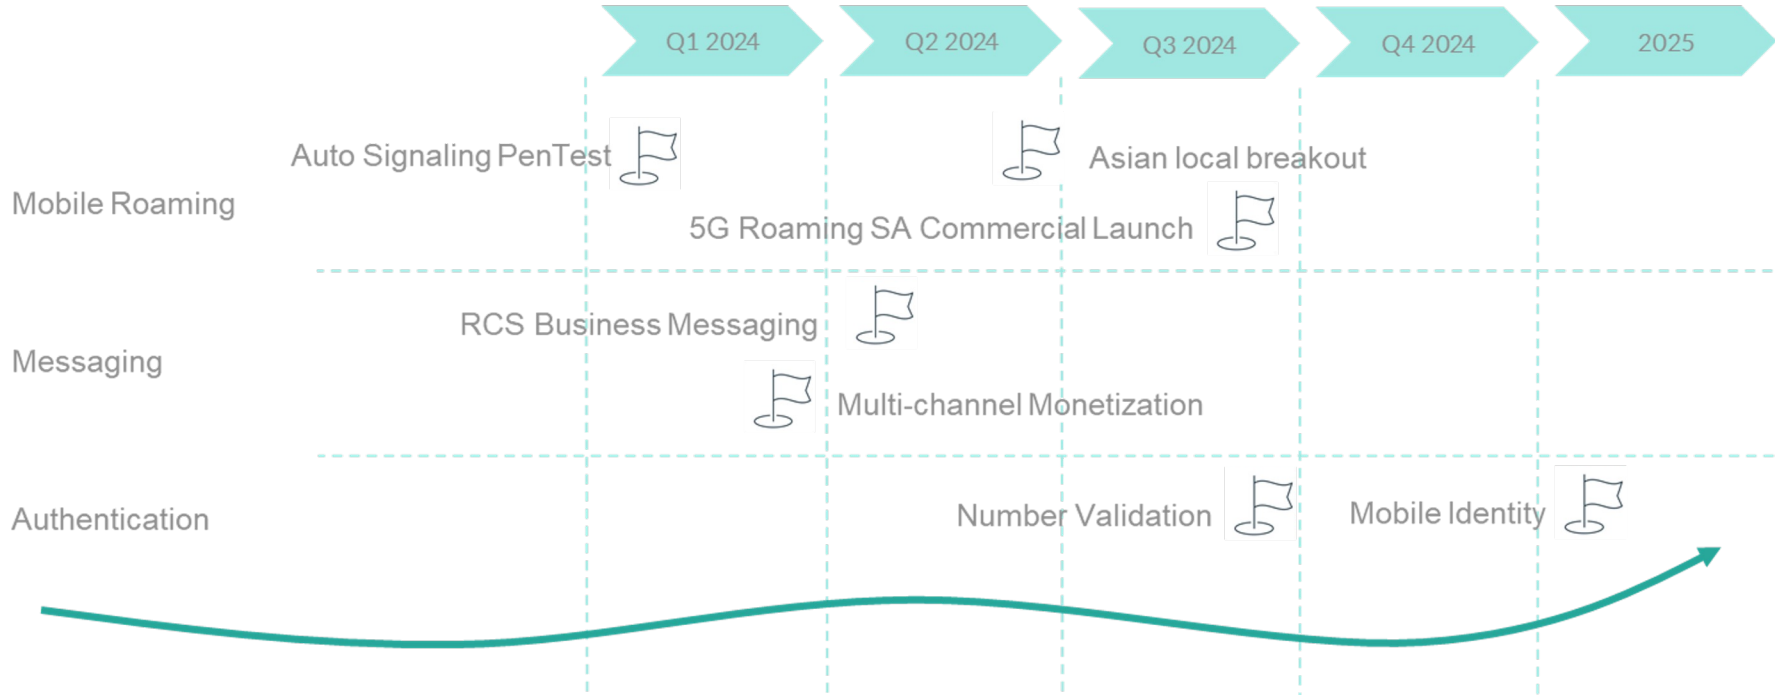 Q1 2024
Q2 2024
Q3 2024
Q4 2024
2025
Auto Signaling PenTest
Asian local breakout
Mobile Roaming
5G Roaming SA Commercial Launch
RCS Business Messaging
Messaging
Multi-channel Monetization
Authentication
Number Validation
Mobile Identity